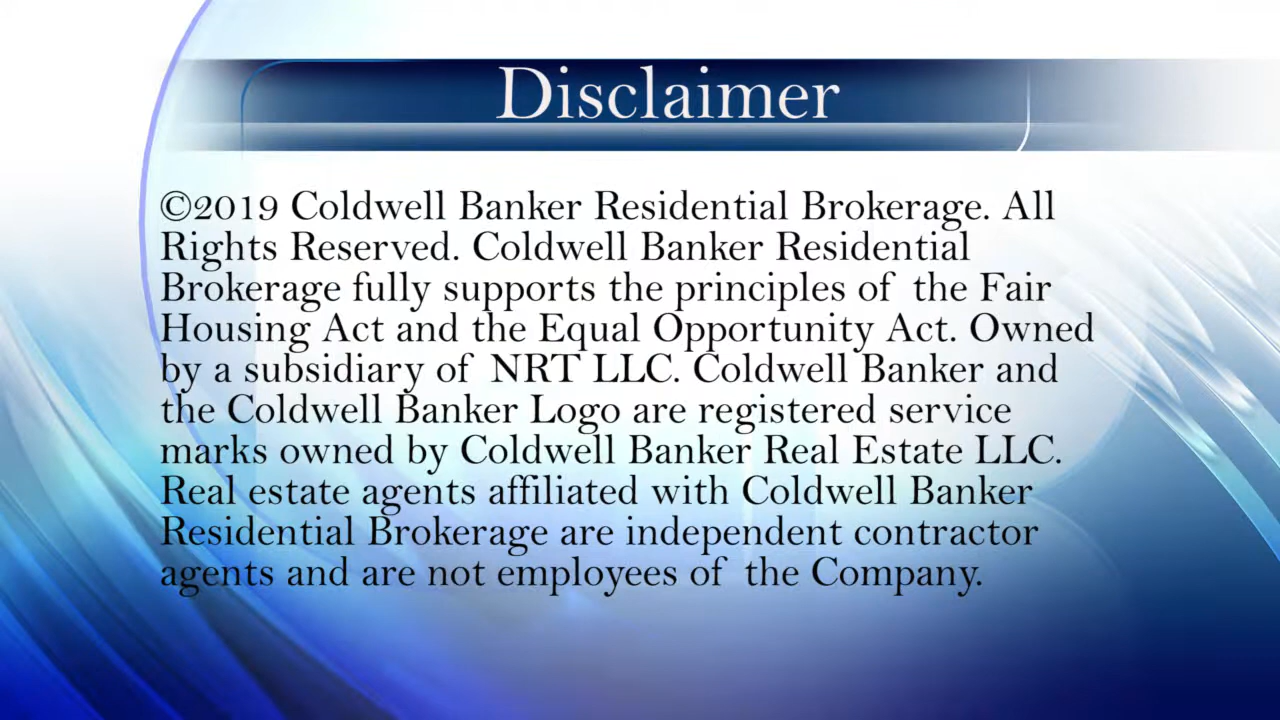 Disclaimer
©2019 Coldwell Banker Residential Brokerage. All
Rights Reserved. Coldwell Banker Residential
Brokerage fully supports the principles of the Fair
Housing Act and the Equal Opportunity Act. Owned
by a subsidiary of NRT LLC. Coldwell Banker and
the Coldwell Banker Logo are registered service
marks owned by Coldwell Banker Real Estate LLC.
Real estate agents affiliated with Coldwell Banker
Residential Brokerage are independent contractor
agents and are not employees of the Company.